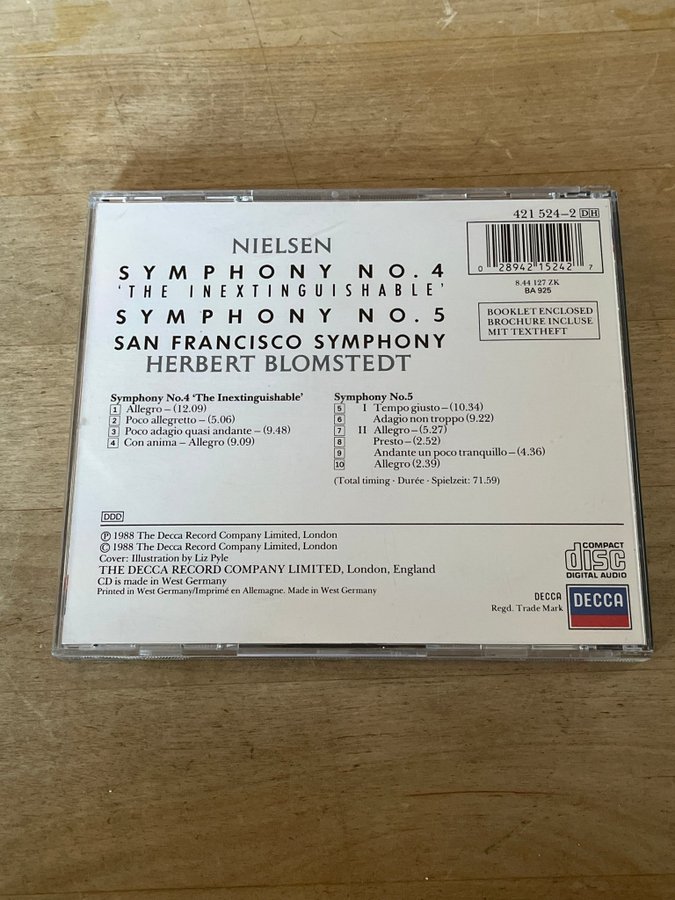 421 524-2 DH
0 28942 15242 7
8.44 127 ZK
BA 925
BOOKLET ENCLOSED
BROCHURE INCLUSE
MIT TEXTHEFT
NIELSEN
SYMPHONY NO. 4
'THE INEXTINGUISHABLE'
SYMPHONY NO. 5
SAN FRANCISCO SYMPHONY
HERBERT BLOMSTEDT
Symphony No.4 'The Inextinguishable'
1 Allegro – (12.09)
2 Poco allegretto – (5.06)
3 Poco adagio quasi andante – (9.48)
4 Con anima – Allegro (9.09)
Symphony No.5
5 I Tempo giusto – (10.34)
6 Adagio non troppo (9.22)
7 II Allegro – (5.27)
8 Presto – (2.52)
9 Andante un poco tranquillo – (4.36)
10 Allegro (2.39)
(Total timing · Durée · Spielzeit: 71.59)
DDD
Ⓟ 1988 The Decca Record Company Limited, London
© 1988 The Decca Record Company Limited, London
Cover: Illustration by Liz Pyle
THE DECCA RECORD COMPANY LIMITED, London, England
CD is made in West Germany
Printed in West Germany/Imprimé en Allemagne. Made in West Germany
COMPACT
disc
DIGITAL AUDIO
DECCA
Regd. Trade Mark
DECCA